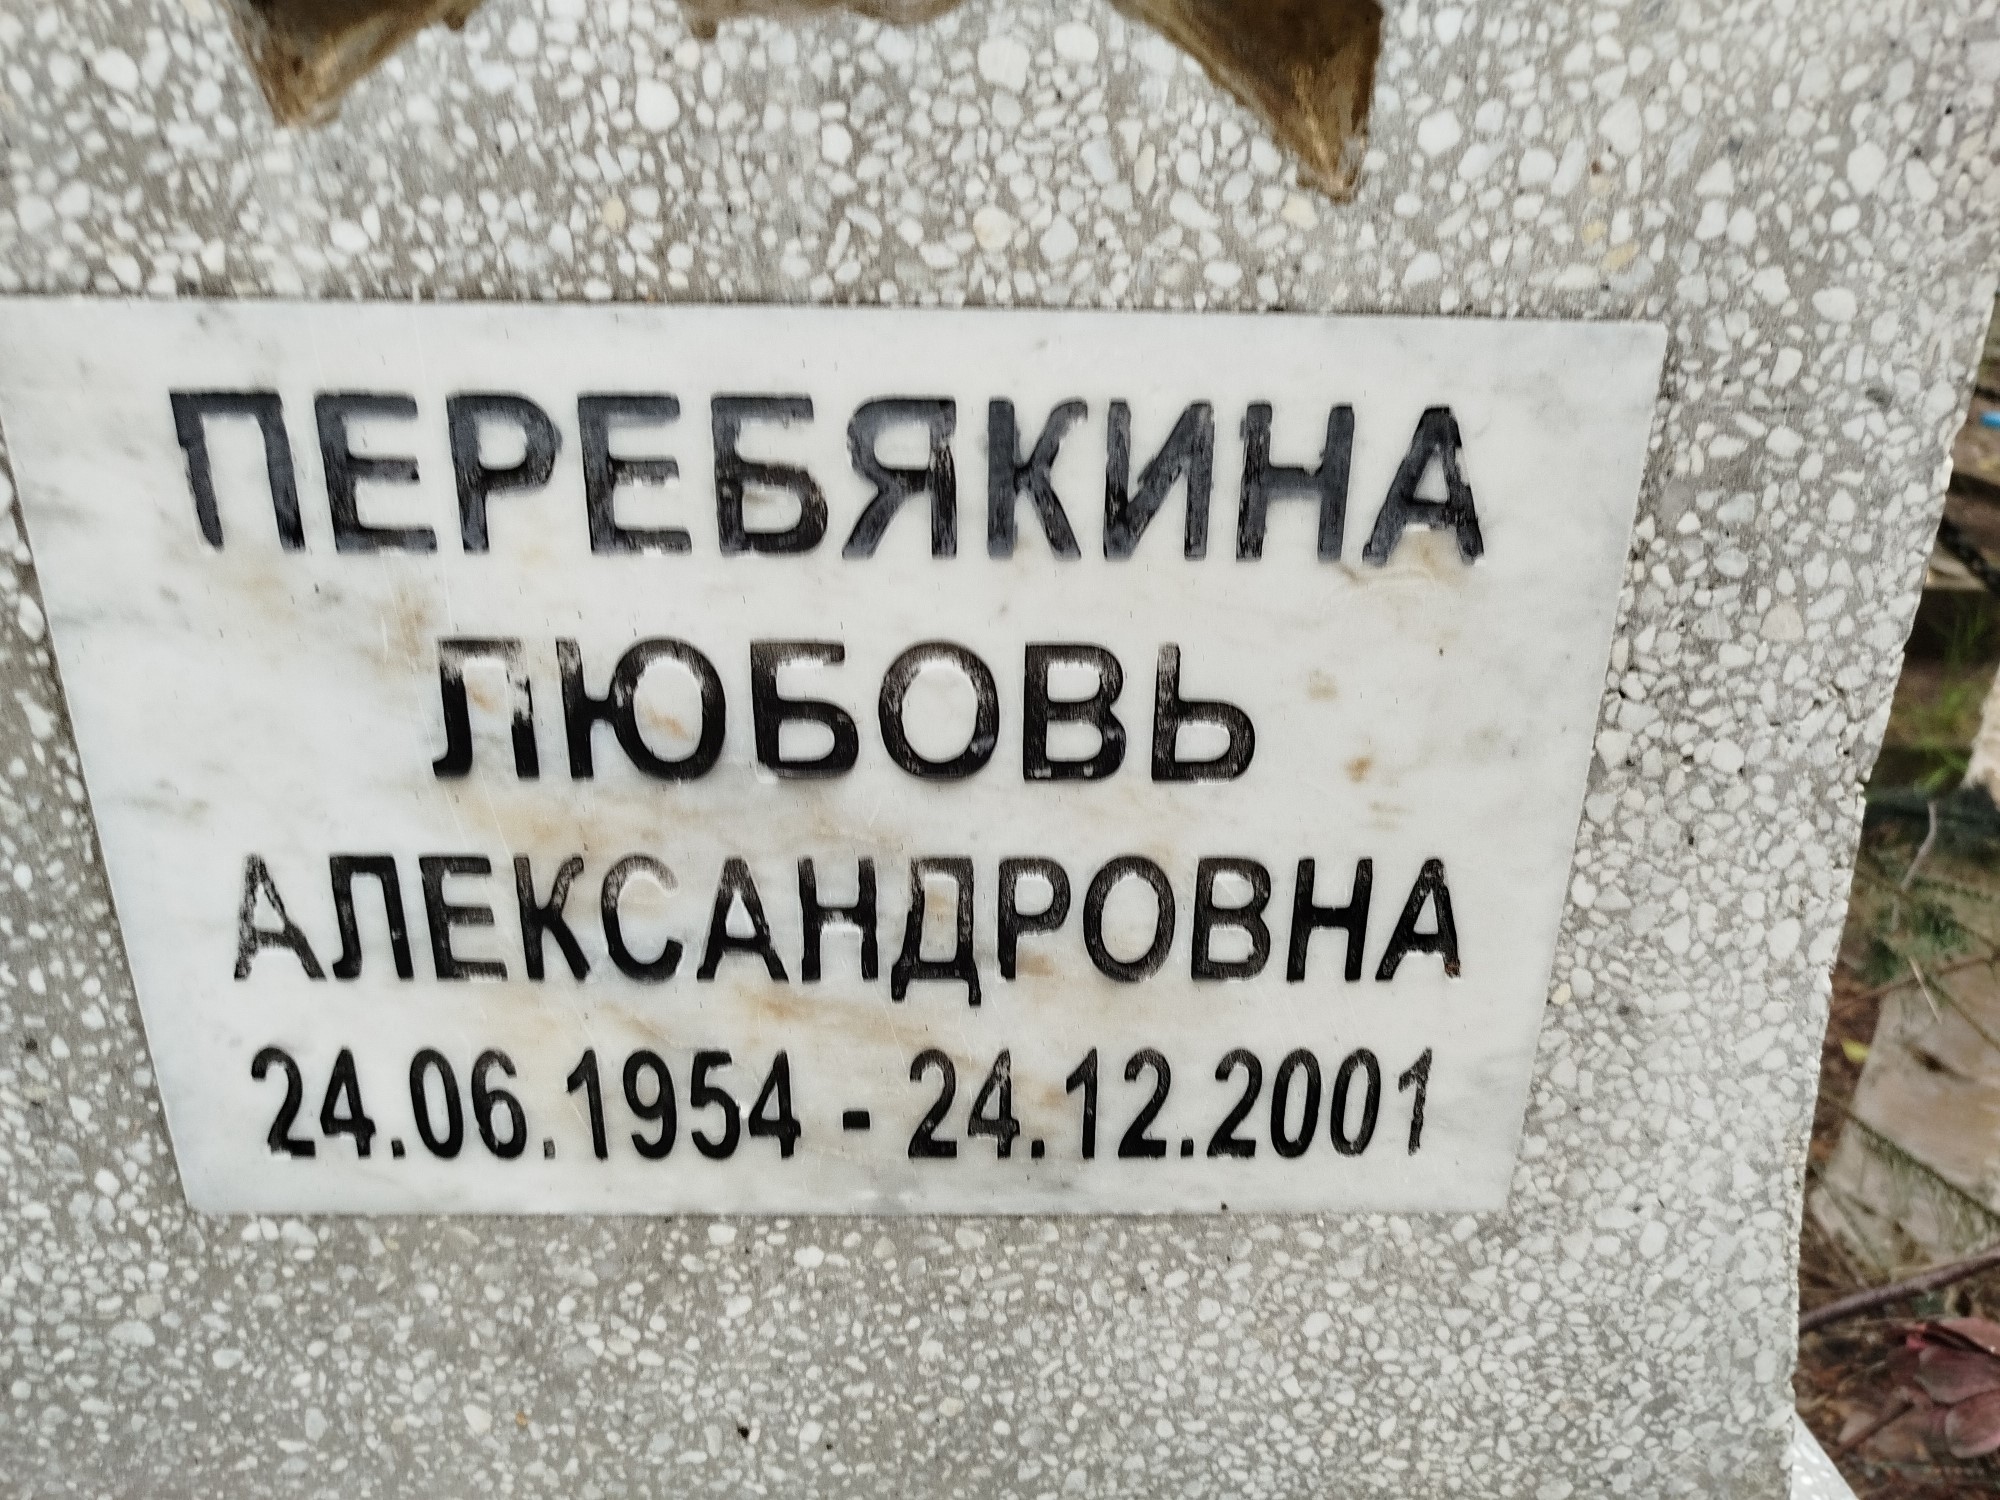 ПЕРЕБЯКИНА
ЛЮБОВЬ
АЛЕКСАНДРОВНА
24.06.1954 - 24.12.2001